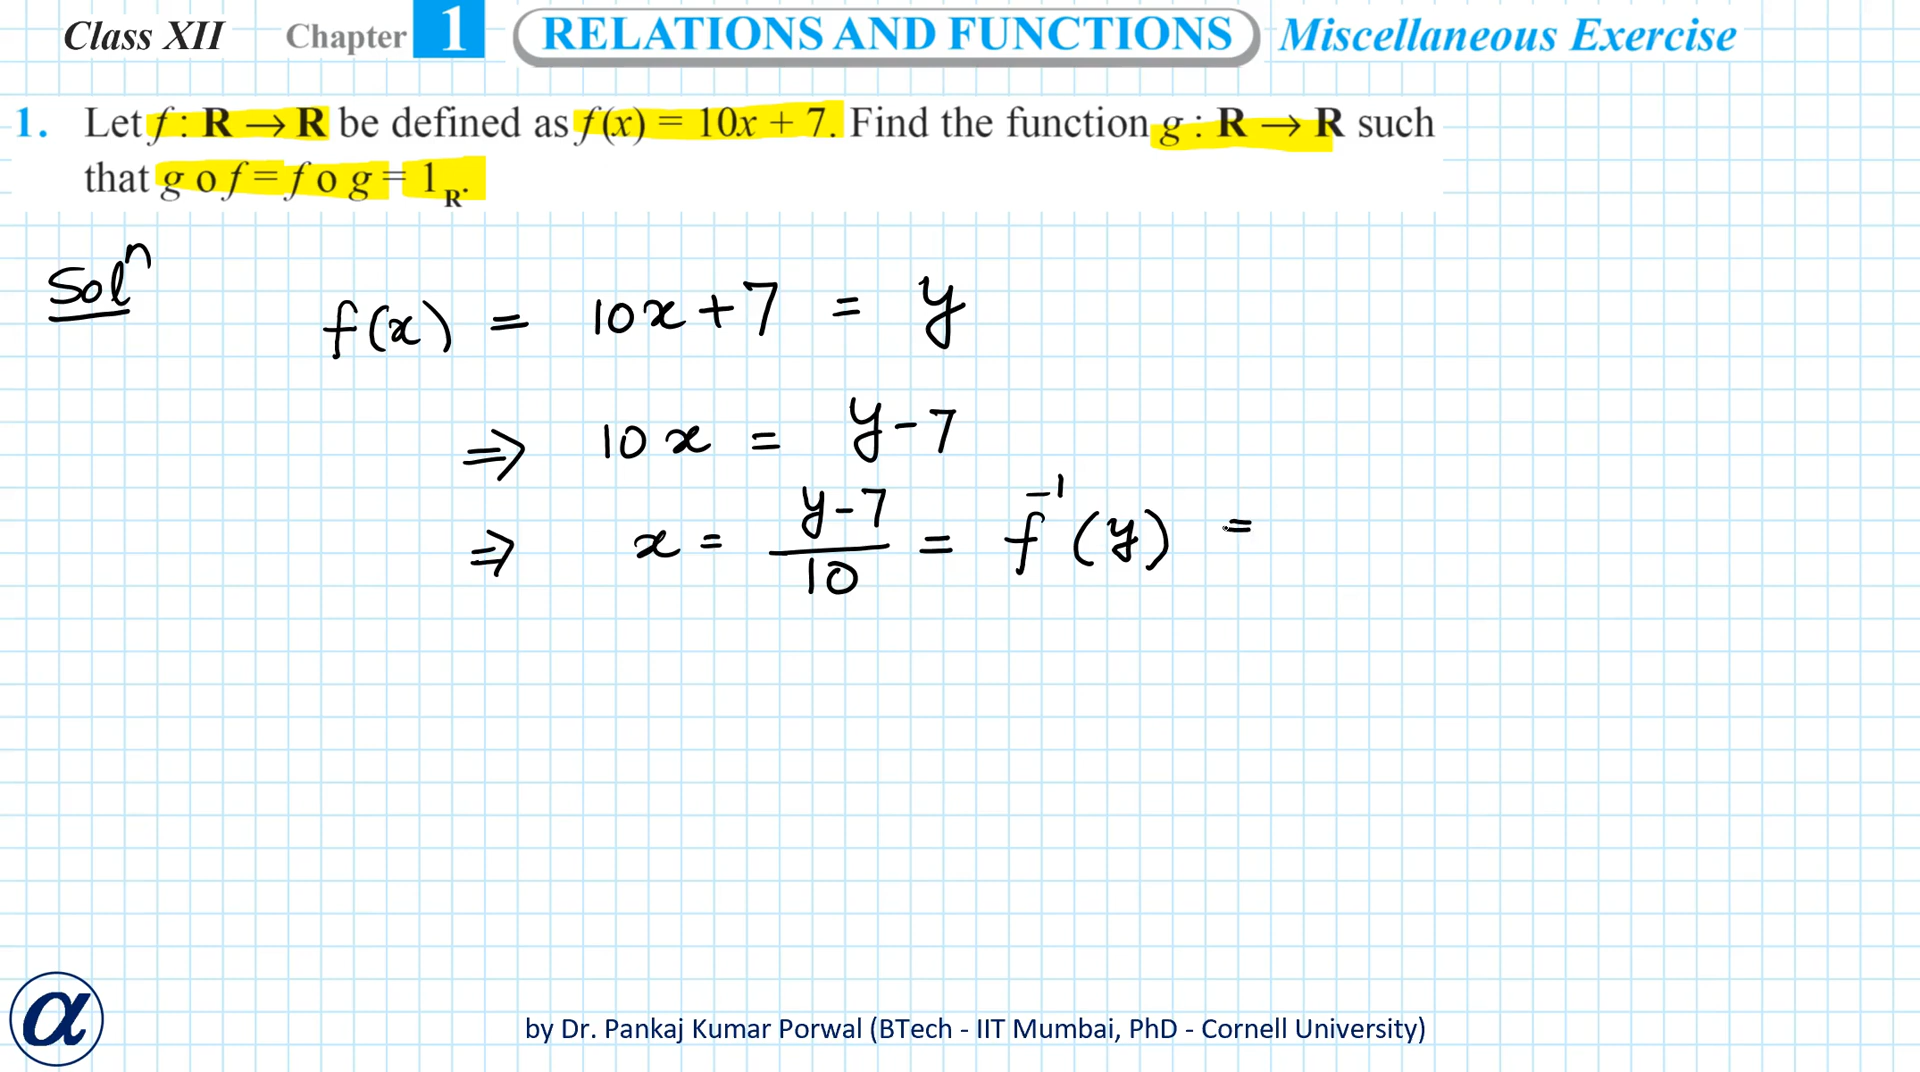 Class XII Chapter 1 RELATIONS AND FUNCTIONS Miscellaneous Exercise
1. Let f : R → R be defined as f(x) = 10x + 7. Find the function g : R → R such
that g o f = f o g = 1_R.
Solⁿ
f(x) = 10x + 7 = y
⇒ 10x = y - 7
⇒ x = (y - 7)/10 = f⁻¹(y) =
α
by Dr. Pankaj Kumar Porwal (BTech - IIT Mumbai, PhD - Cornell University)